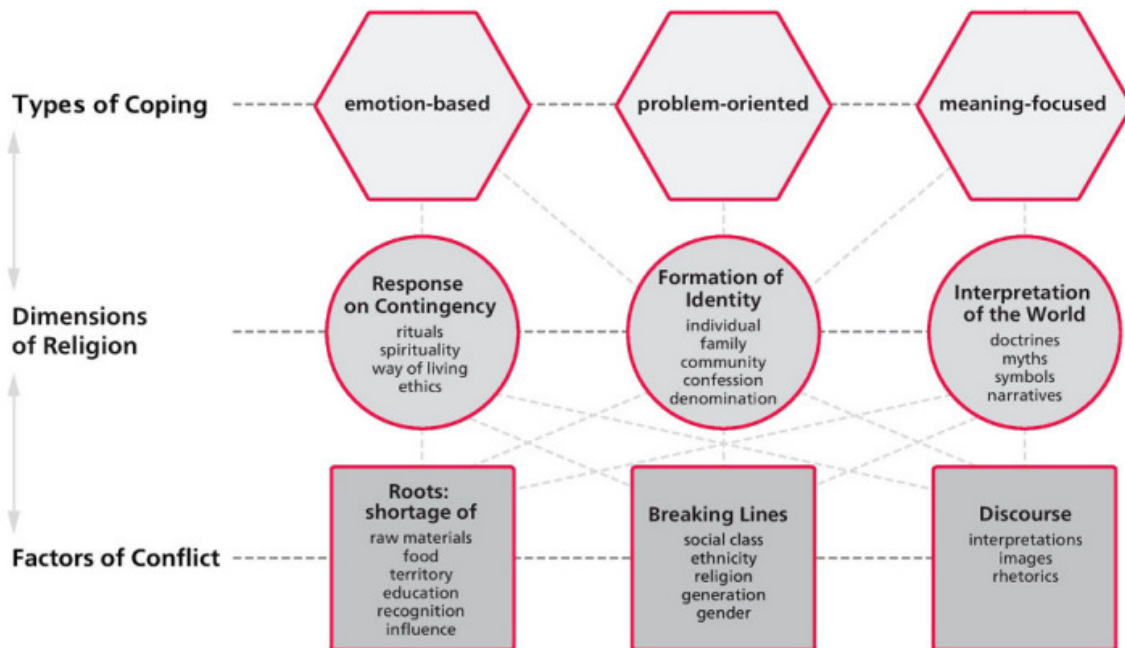 Types of Coping
emotion-based
problem-oriented
meaning-focused
Dimensions
of Religion
Response
on Contingency
rituals
spirituality
way of living
ethics
Formation of
Identity
individual
family
community
confession
denomination
Interpretation
of the World
doctrines
myths
symbols
narratives
Factors of Conflict
Roots:
shortage of
raw materials
food
territory
education
recognition
influence
Breaking Lines
social class
ethnicity
religion
generation
gender
Discourse
interpretations
images
rhetorics